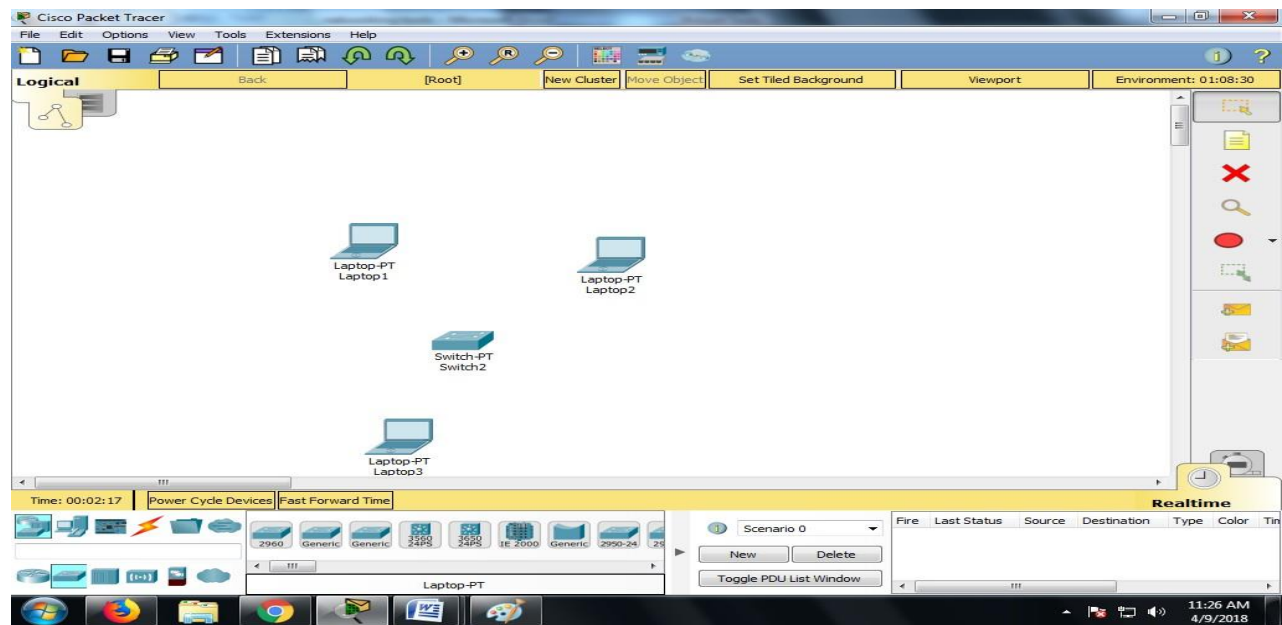 Cisco Packet Tracer
File Edit Options View Tools Extensions Help
Logical Back [Root] New Cluster Move Object Set Tiled Background Viewport Environment: 01:08:30
Laptop-PT
Laptop1
Laptop-PT
Laptop2
Switch-PT
Switch2
Laptop-PT
Laptop3
Time: 00:02:17 Power Cycle Devices Fast Forward Time Realtime
2960 Generic Generic 3560 24PS 3650 24PS IE 2000 Generic 2950-24 29
Laptop-PT
Scenario 0
New Delete
Toggle PDU List Window
Fire Last Status Source Destination Type Color Tim
11:26 AM
4/9/2018